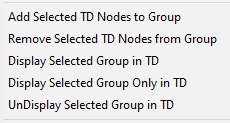 Add Selected TD Nodes to Group
Remove Selected TD Nodes from Group
Display Selected Group in TD
Display Selected Group Only in TD
UnDisplay Selected Group in TD